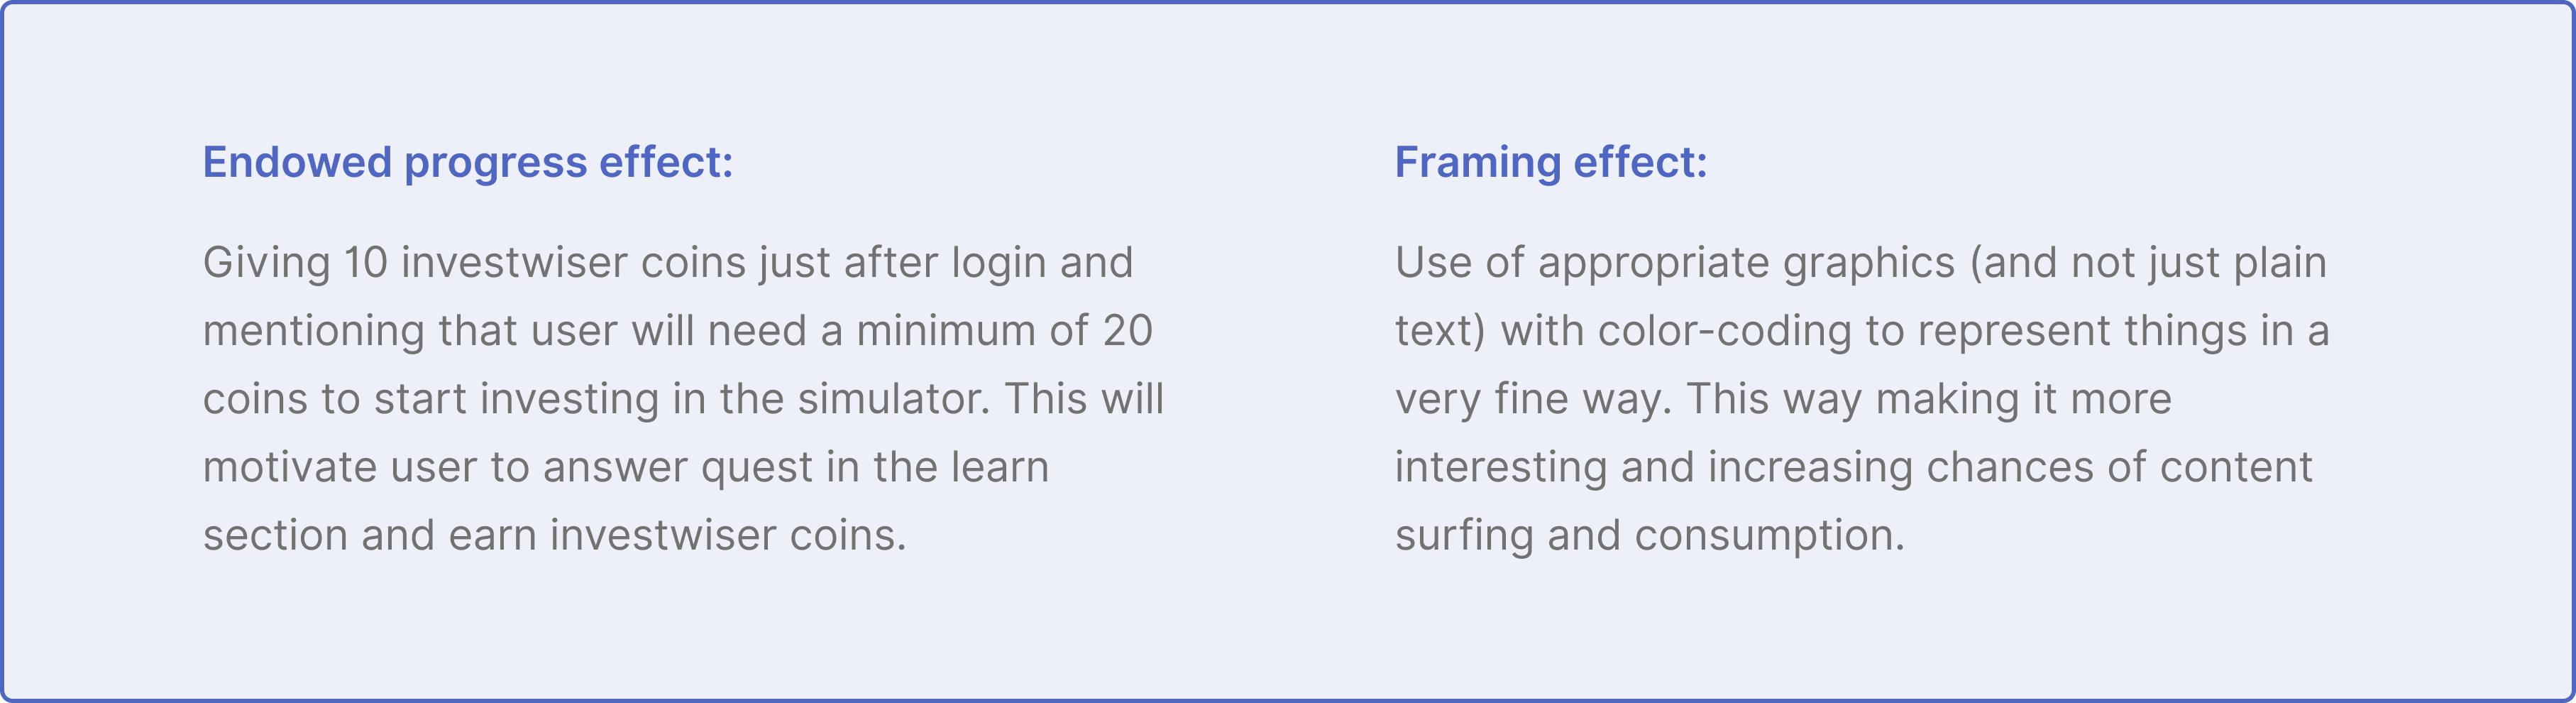 Endowed progress effect:
Giving 10 investwiser coins just after login and
mentioning that user will need a minimum of 20
coins to start investing in the simulator. This will
motivate user to answer quest in the learn
section and earn investwiser coins.
Framing effect:
Use of appropriate graphics (and not just plain
text) with color-coding to represent things in a
very fine way. This way making it more
interesting and increasing chances of content
surfing and consumption.